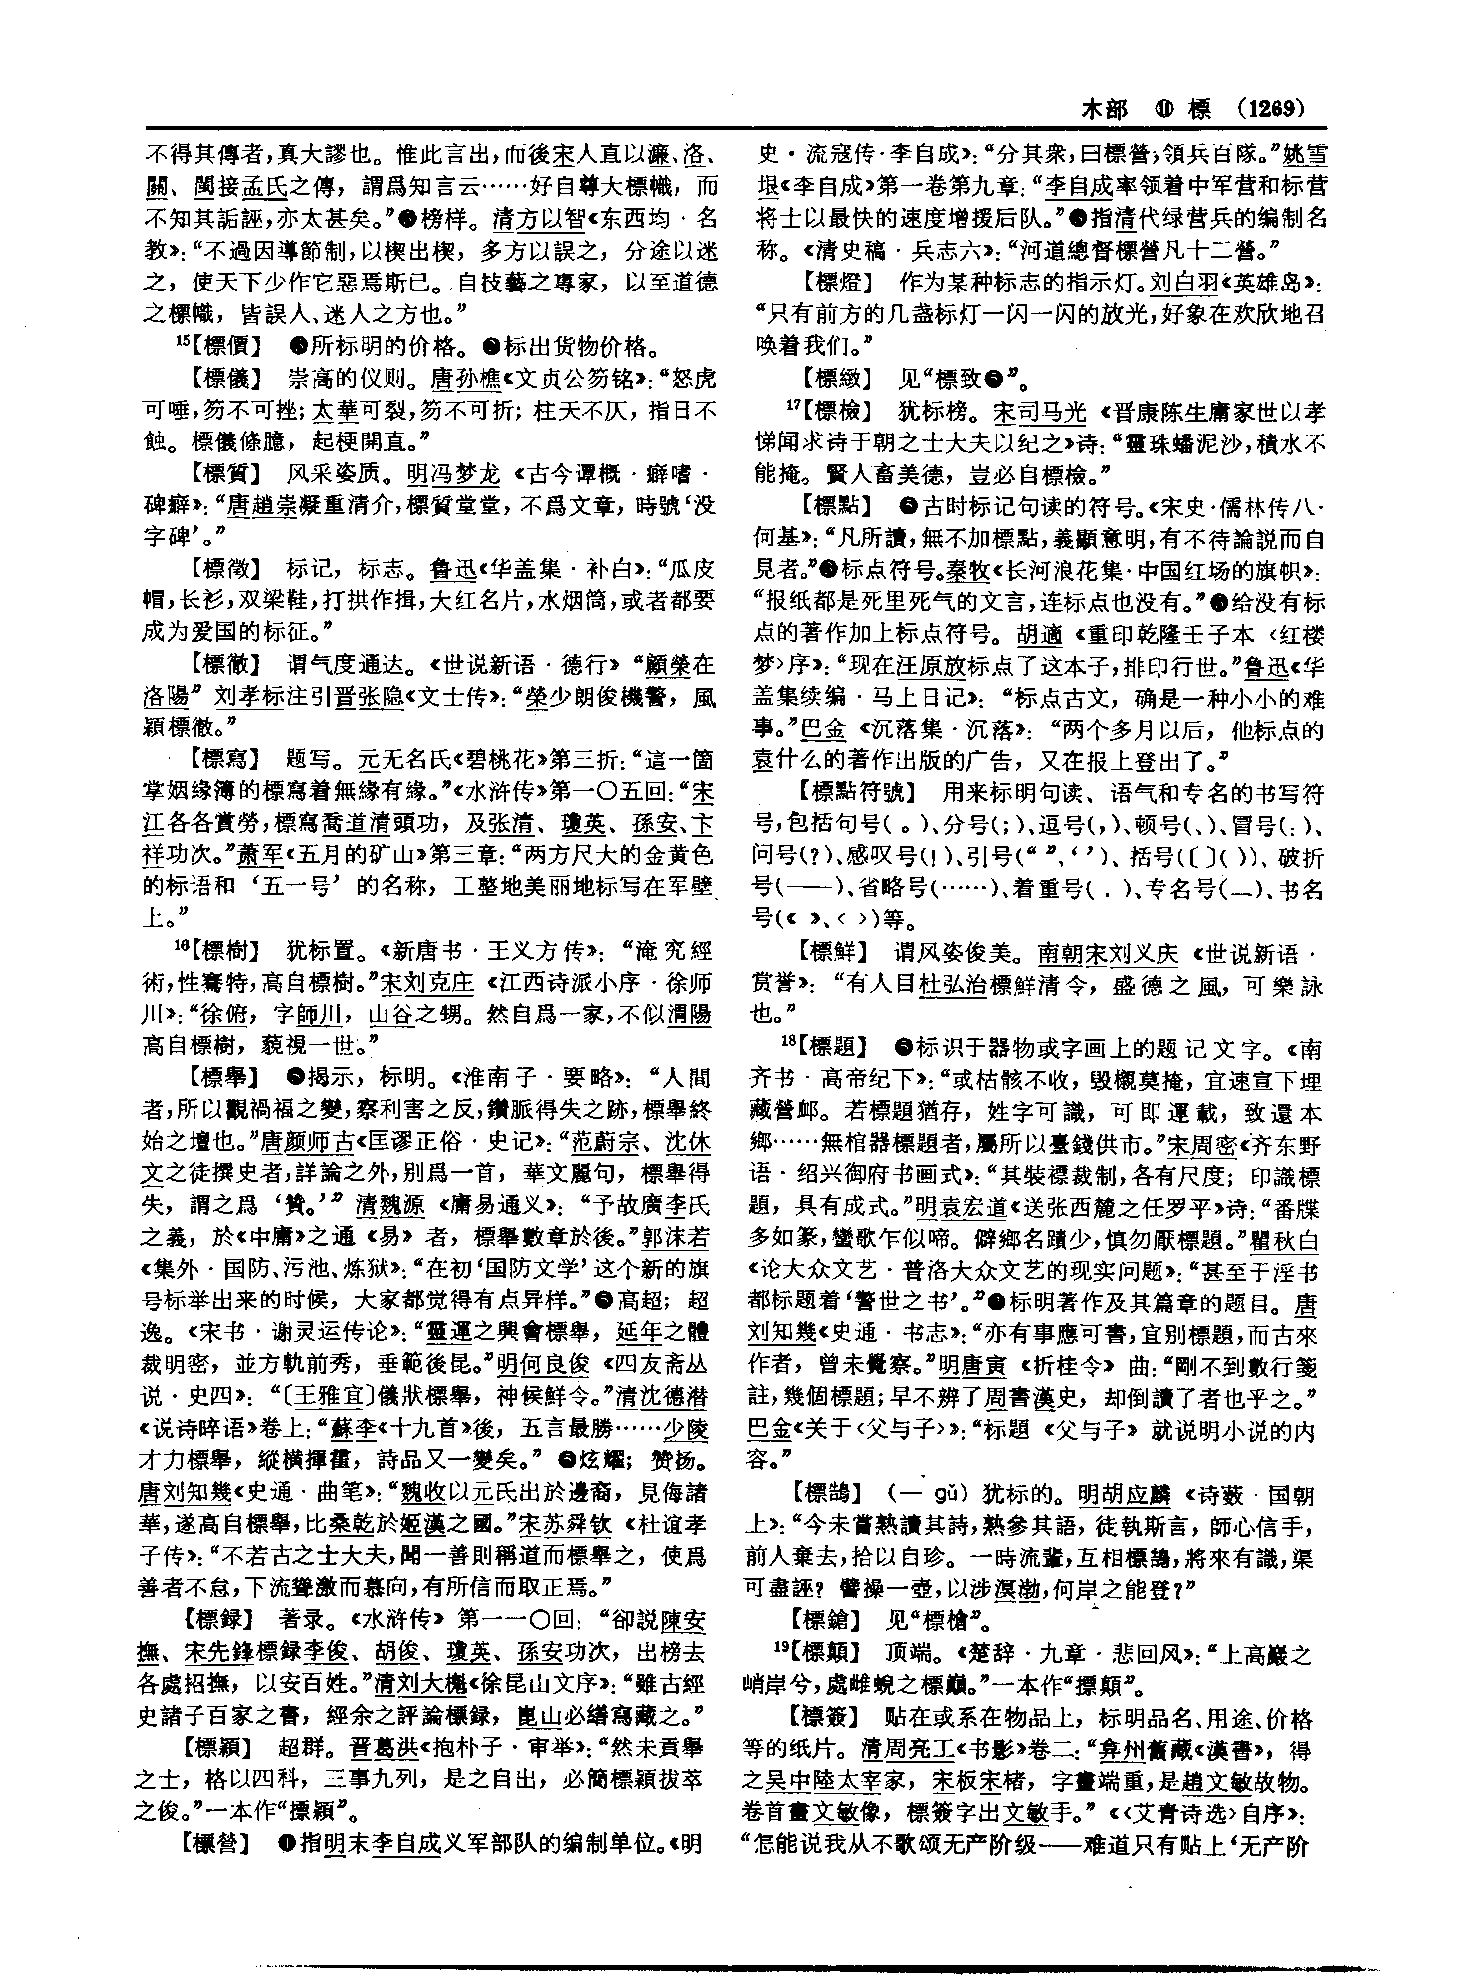 木部 ⑪ 標 (1269)
不得其傳者,真大謬也。惟此言出,而後宋人直以濂、洛、
關、閩接孟氏之傳，謂爲知言云……好自尊大標幟，而
不知其詬誣,亦太甚矣。”❸榜样。清方以智《东西均·名
教》:“不過因導節制,以楔出楔，多方以誤之，分途以迷
之，使天下少作它惡焉斯已。自技藝之專家，以至道德
之標幟，皆誤人、迷人之方也。”
15【標價】 ❶所标明的价格。❷标出货物价格。
【標儀】 崇高的仪则。唐孙樵《文贞公笏铭》:“怒虎
可唾,笏不可挫;太華可裂,笏不可折;柱天不仄，指日不
蝕。標儀條臆，起梗開直。”
【標質】 风采姿质。明冯梦龙《古今谭概·癖嗜·
碑癖》:“唐趙崇凝重清介,標質堂堂，不爲文章，時號‘没
字碑’。”
【標徵】 标记，标志。鲁迅《华盖集·补白》:“瓜皮
帽,长衫,双梁鞋,打拱作揖,大红名片,水烟筒,或者都要
成为爱国的标征。”
【標徹】 谓气度通达。《世说新语·德行》“顧榮在
洛陽” 刘孝标注引晋张隐《文士传》:“榮少朗俊機警，風
穎標徹。”
【標寫】 题写。元无名氏《碧桃花》第三折:“這一箇
掌姻缘簿的標寫着無緣有緣。”《水浒传》第一〇五回:“宋
江各各賞勞,標寫喬道清頭功，及張清、瓊英、孫安、卞
祥功次。”萧军《五月的矿山》第三章:“两方尺大的金黄色
的标语和‘五一号’的名称，工整地美丽地标写在军壁
上。”
16【標樹】 犹标置。《新唐书·王义方传》:“淹究經
術,性謇特,高自標樹。”宋刘克庄《江西诗派小序·徐师
川》:“徐俯，字師川，山谷之甥。然自爲一家,不似渭陽
高自標樹，藐視一世。”
【標舉】 ❶揭示，标明。《淮南子·要略》:“人間
者,所以觀禍福之變,察利害之反,鑽脈得失之跡,標舉終
始之壇也。”唐颜师古《匡谬正俗·史记》:“范蔚宗、沈休
文之徒撰史者,詳論之外,别爲一首，華文麗句，標舉得
失，謂之爲‘贊。’”清魏源《庸易通义》:“予故廣李氏
之義，於《中庸》之通《易》者，標舉數章於後。”郭沫若
《集外·国防、污池、炼狱》:“在初‘国防文学’这个新的旗
号标举出来的时候，大家都觉得有点异样。”❷高超；超
逸。《宋书·谢灵运传论》:“靈運之興會標舉，延年之體
裁明密，並方軌前秀，垂範後昆。”明何良俊《四友斋丛
说·史四》:“〔王雅宜〕儀狀標舉，神候鮮令。”清沈德潜
《说诗晬语》卷上:“蘇李《十九首》後，五言最勝……少陵
才力標舉，縱横揮霍，詩品又一變矣。”❸炫耀；赞扬。
唐刘知幾《史通·曲笔》:“魏收以元氏出於邊裔，見侮諸
華,遂高自標舉,比桑乾於姬漢之國。”宋苏舜钦《杜谊孝
子传》:“不若古之士大夫,聞一善則稱道而標舉之，使爲
善者不怠,下流聳激而慕向,有所信而取正焉。”
【標録】 著录。《水浒传》第一一〇回:“卻説陳安
撫、宋先鋒標録李俊、胡俊、瓊英、孫安功次，出榜去
各處招撫，以安百姓。”清刘大櫆《徐昆山文序》:“雖古經
史諸子百家之書，經余之評論標録，崑山必繕寫藏之。”
【標穎】 超群。晋葛洪《抱朴子·审举》:“然未貢舉
之士，格以四科，三事九列，是之自出，必簡標穎拔萃
之俊。”一本作“摽穎”。
【標營】 ❶指明末李自成义军部队的编制单位。《明
史·流寇传·李自成》:“分其衆,曰標營,領兵百隊。”姚雪
垠《李自成》第一卷第九章:“李自成率领着中军营和标营
将士以最快的速度增援后队。”❷指清代绿营兵的编制名
称。《清史稿·兵志六》:“河道總督標營凡十二營。”
【標燈】 作为某种标志的指示灯。刘白羽《英雄岛》:
“只有前方的几盏标灯一闪一闪的放光,好象在欢欣地召
唤着我们。”
【標緻】 见“標致❷”。
17【標檢】 犹标榜。宋司马光《晋康陈生庸家世以孝
悌闻求诗于朝之士大夫以纪之》诗:“靈珠蟠泥沙,積水不
能掩。賢人畜美德，豈必自標檢。”
【標點】 ❶古时标记句读的符号。《宋史·儒林传八·
何基》:“凡所讀,無不加標點,義顯意明,有不待論説而自
見者。”❷标点符号。秦牧《长河浪花集·中国红场的旗帜》:
“报纸都是死里死气的文言,连标点也没有。”❸给没有标
点的著作加上标点符号。胡適《重印乾隆壬子本〈红楼
梦〉序》:“现在汪原放标点了这本子,排印行世。”鲁迅《华
盖集续编·马上日记》:“标点古文，确是一种小小的难
事。”巴金《沉落集·沉落》:“两个多月以后，他标点的
袁什么的著作出版的广告，又在报上登出了。”
【標點符號】 用来标明句读、语气和专名的书写符
号,包括句号(。)、分号(;)、逗号(,)、顿号(、)、冒号(:)、
问号(?)、感叹号(!)、引号(“ ”、‘ ’)、括号(〔 〕( ))、破折
号(——)、省略号(……)、着重号( . )、专名号(__)、书名
号(《 》、〈 〉)等。
【標鮮】 谓风姿俊美。南朝宋刘义庆《世说新语·
赏誉》:“有人目杜弘治標鮮清令，盛德之風，可樂詠
也。”
18【標題】 ❶标识于器物或字画上的题记文字。《南
齐书·高帝纪下》:“或枯骸不收,毁櫬莫掩，宜速宣下埋
藏營卹。若標題猶存，姓字可識，可即運載，致還本
鄉……無棺器標題者,屬所以臺錢供市。”宋周密《齐东野
语·绍兴御府书画式》:“其裝褾裁制,各有尺度；印識標
題，具有成式。”明袁宏道《送张西麓之任罗平》诗:“番牒
多如篆,蠻歌乍似啼。僻鄉名蹟少,慎勿厭標題。”瞿秋白
《论大众文艺·普洛大众文艺的现实问题》:“甚至于淫书
都标题着‘警世之书’。”❷标明著作及其篇章的题目。唐
刘知幾《史通·书志》:“亦有事應可書,宜别標題,而古來
作者，曾未覺察。”明唐寅《折桂令》曲:“剛不到數行箋
註,幾個標題;早不辨了周書漢史，却倒讀了者也乎之。”
巴金《关于〈父与子〉》:“标题《父与子》就说明小说的内
容。”
【標鵠】 (— gǔ) 犹标的。明胡应麟《诗薮·国朝
上》:“今未嘗熟讀其詩,熟參其語，徒執斯言，師心信手，
前人棄去,拾以自珍。一時流輩,互相標鵠,將來有識,渠
可盡誣？譬操一壺,以涉溟渤,何岸之能登?”
【標鎗】 见“標槍”。
19【標顛】 顶端。《楚辞·九章·悲回风》:“上高巖之
峭岸兮,處雌蜺之標顛。”一本作“摽顛”。
【標簽】 贴在或系在物品上，标明品名、用途、价格
等的纸片。清周亮工《书影》卷二:“弇州舊藏《漢書》，得
之吴中陸太宰家，宋板宋楮，字畫端重,是趙文敏故物。
卷首畫文敏像，標簽字出文敏手。”《〈艾青诗选〉自序》:
“怎能说我从不歌颂无产阶级——难道只有贴上‘无产阶